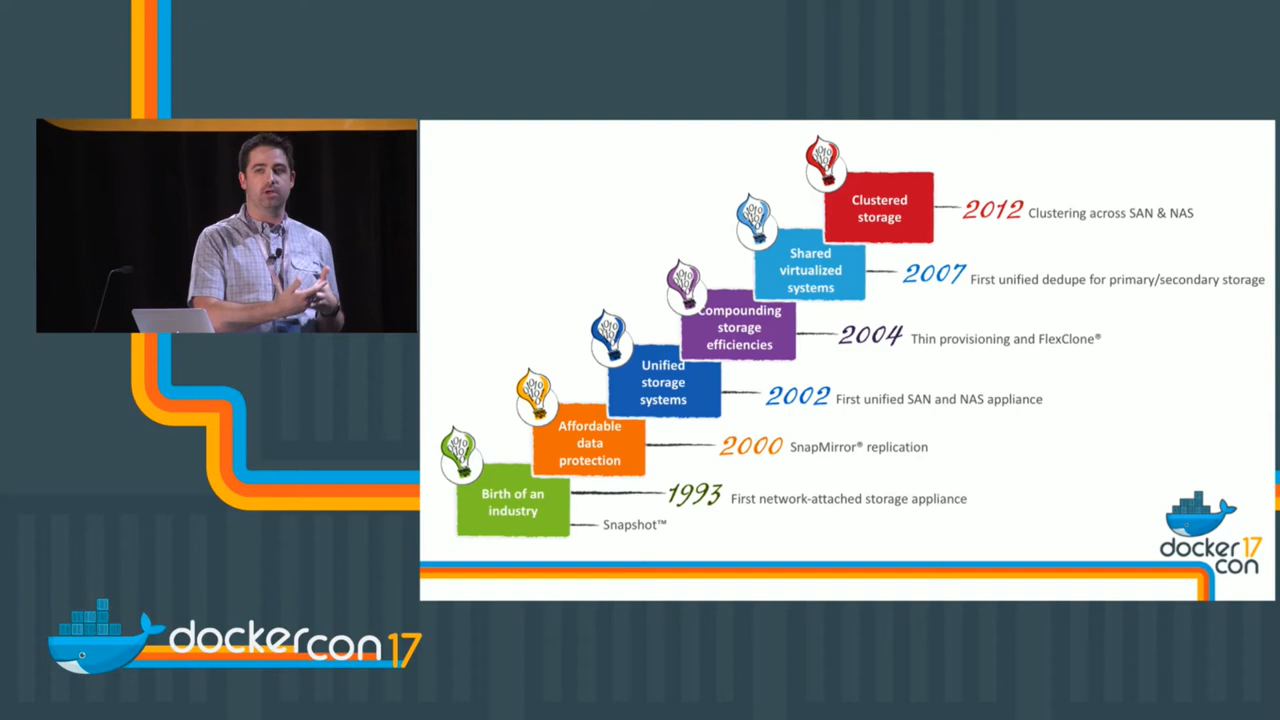 Clustered
storage
2012 Clustering across SAN & NAS
Shared
virtualized
systems
2007 First unified dedupe for primary/secondary storage
Compounding
storage
efficiencies
2004 Thin provisioning and FlexClone®
Unified
storage
systems
2002 First unified SAN and NAS appliance
Affordable
data
protection
2000 SnapMirror® replication
Birth of an
industry
1993 First network-attached storage appliance
Snapshot™
docker 17
con
dockercon 17